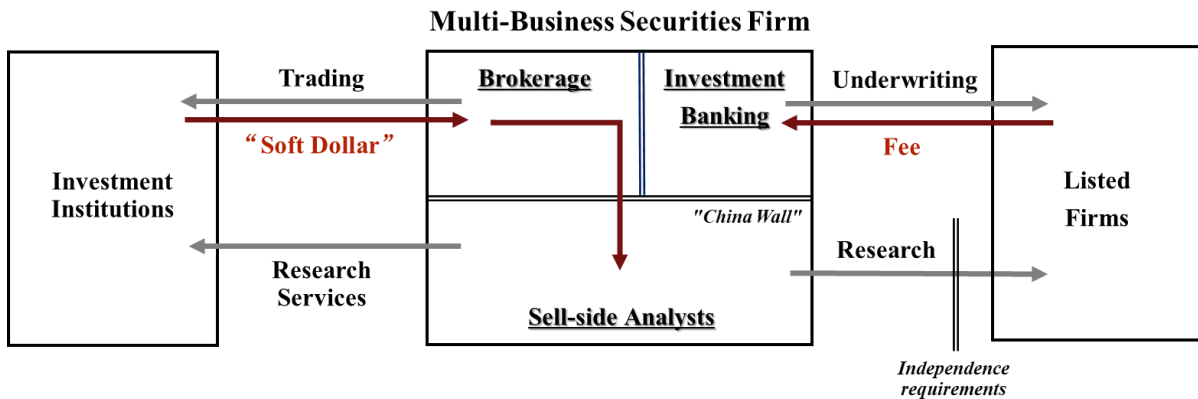 Multi-Business Securities Firm
Trading
“Soft Dollar”
Investment
Institutions
Research
Services
Brokerage
Investment
Banking
"China Wall"
Sell-side Analysts
Underwriting
Fee
Research
Listed
Firms
Independence
requirements